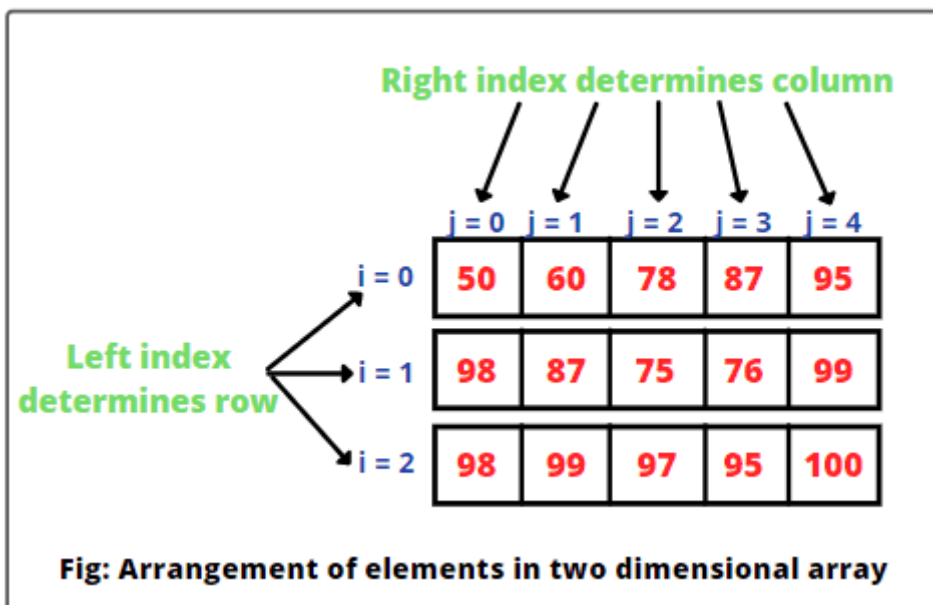 Right index determines column
j = 0 j = 1 j = 2 j = 3 j = 4
i = 0 50 60 78 87 95
Left index
determines row
i = 1 98 87 75 76 99
i = 2 98 99 97 95 100
Fig: Arrangement of elements in two dimensional array